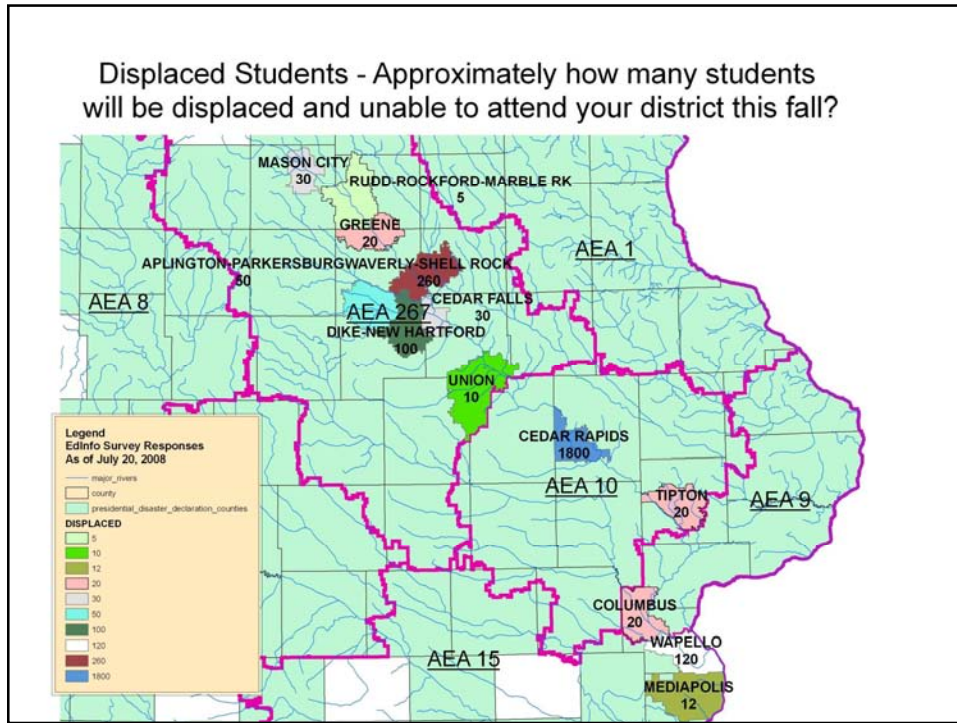 Displaced Students - Approximately how many students
will be displaced and unable to attend your district this fall?
MASON CITY
30
RUDD-ROCKFORD-MARBLE RK
5
GREENE
20
AEA 1
APLINGTON-PARKERSBURG
50
WAVERLY-SHELL ROCK
260
AEA 8
AEA 267
CEDAR FALLS
30
DIKE-NEW HARTFORD
100
UNION
10
CEDAR RAPIDS
1800
AEA 10
TIPTON
20
AEA 9
COLUMBUS
20
WAPELLO
120
AEA 15
MEDIAPOLIS
12
Legend
EdInfo Survey Responses
As of July 20, 2008
major_rivers
county
presidential_disaster_declaration_counties
DISPLACED
5
10
12
20
30
50
100
120
260
1800